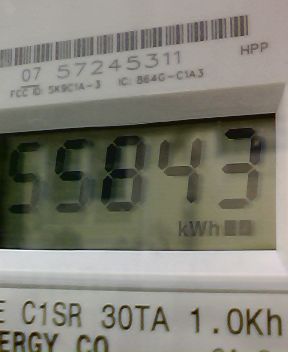 07 57245311 HPP
FCC ID: SK9C1A-3 IC: 864G-C1A3
55843
kWh
E C1SR 30TA 1.0Kh
ERGY CO